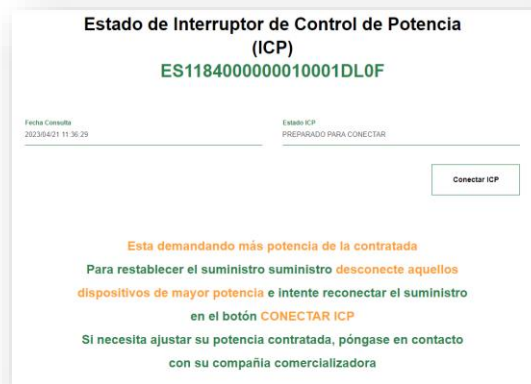 Estado de Interruptor de Control de Potencia
(ICP)
ES1184000000010001DL0F
Fecha Consulta
2023/04/21 11:36:29
Estado ICP
PREPARADO PARA CONECTAR
Conectar ICP
Esta demandando más potencia de la contratada
Para restablecer el suministro suministro desconecte aquellos
dispositivos de mayor potencia e intente reconectar el suministro
en el botón CONECTAR ICP
Si necesita ajustar su potencia contratada, póngase en contacto
con su compañia comercializadora